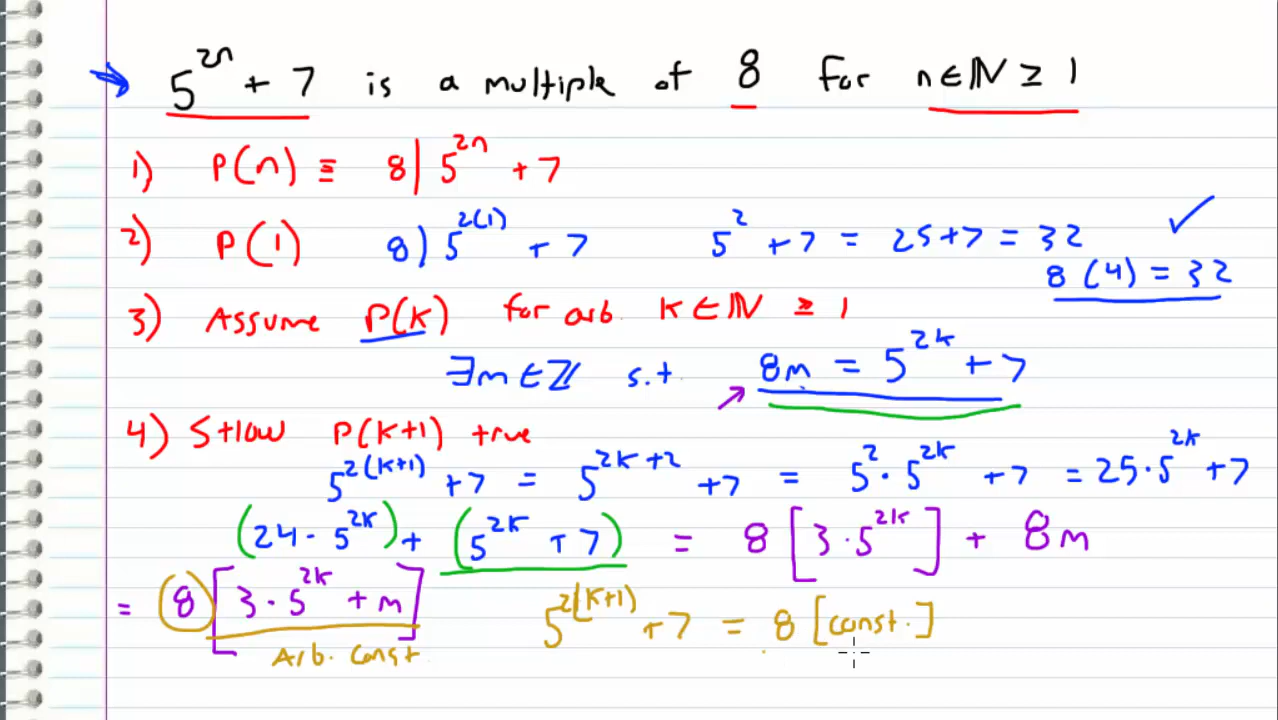 5^{2n} + 7 is a multiple of 8 for n ∈ ℕ ≥ 1
1) P(n) ≡ 8 | 5^{2n} + 7
2) P(1) 8 | 5^{2(1)} + 7 5^2 + 7 = 25 + 7 = 32 ✓
8 (4) = 32
3) Assume P(k) for arb. k ∈ ℕ ≥ 1
∃m ∈ ℤ s.t. 8m = 5^{2k} + 7
4) Show P(k+1) true
5^{2(k+1)} + 7 = 5^{2k+2} + 7 = 5^2 · 5^{2k} + 7 = 25 · 5^{2k} + 7
(24 · 5^{2k}) + (5^{2k} + 7) = 8 [3 · 5^{2k}] + 8m
= 8 [3 · 5^{2k} + m] 5^{2(k+1)} + 7 = 8 [const.]
Arb. const